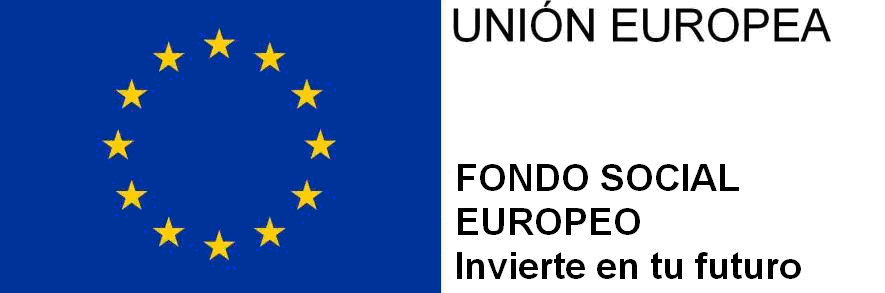 UNIÓN EUROPEA
FONDO SOCIAL
EUROPEO
Invierte en tu futuro